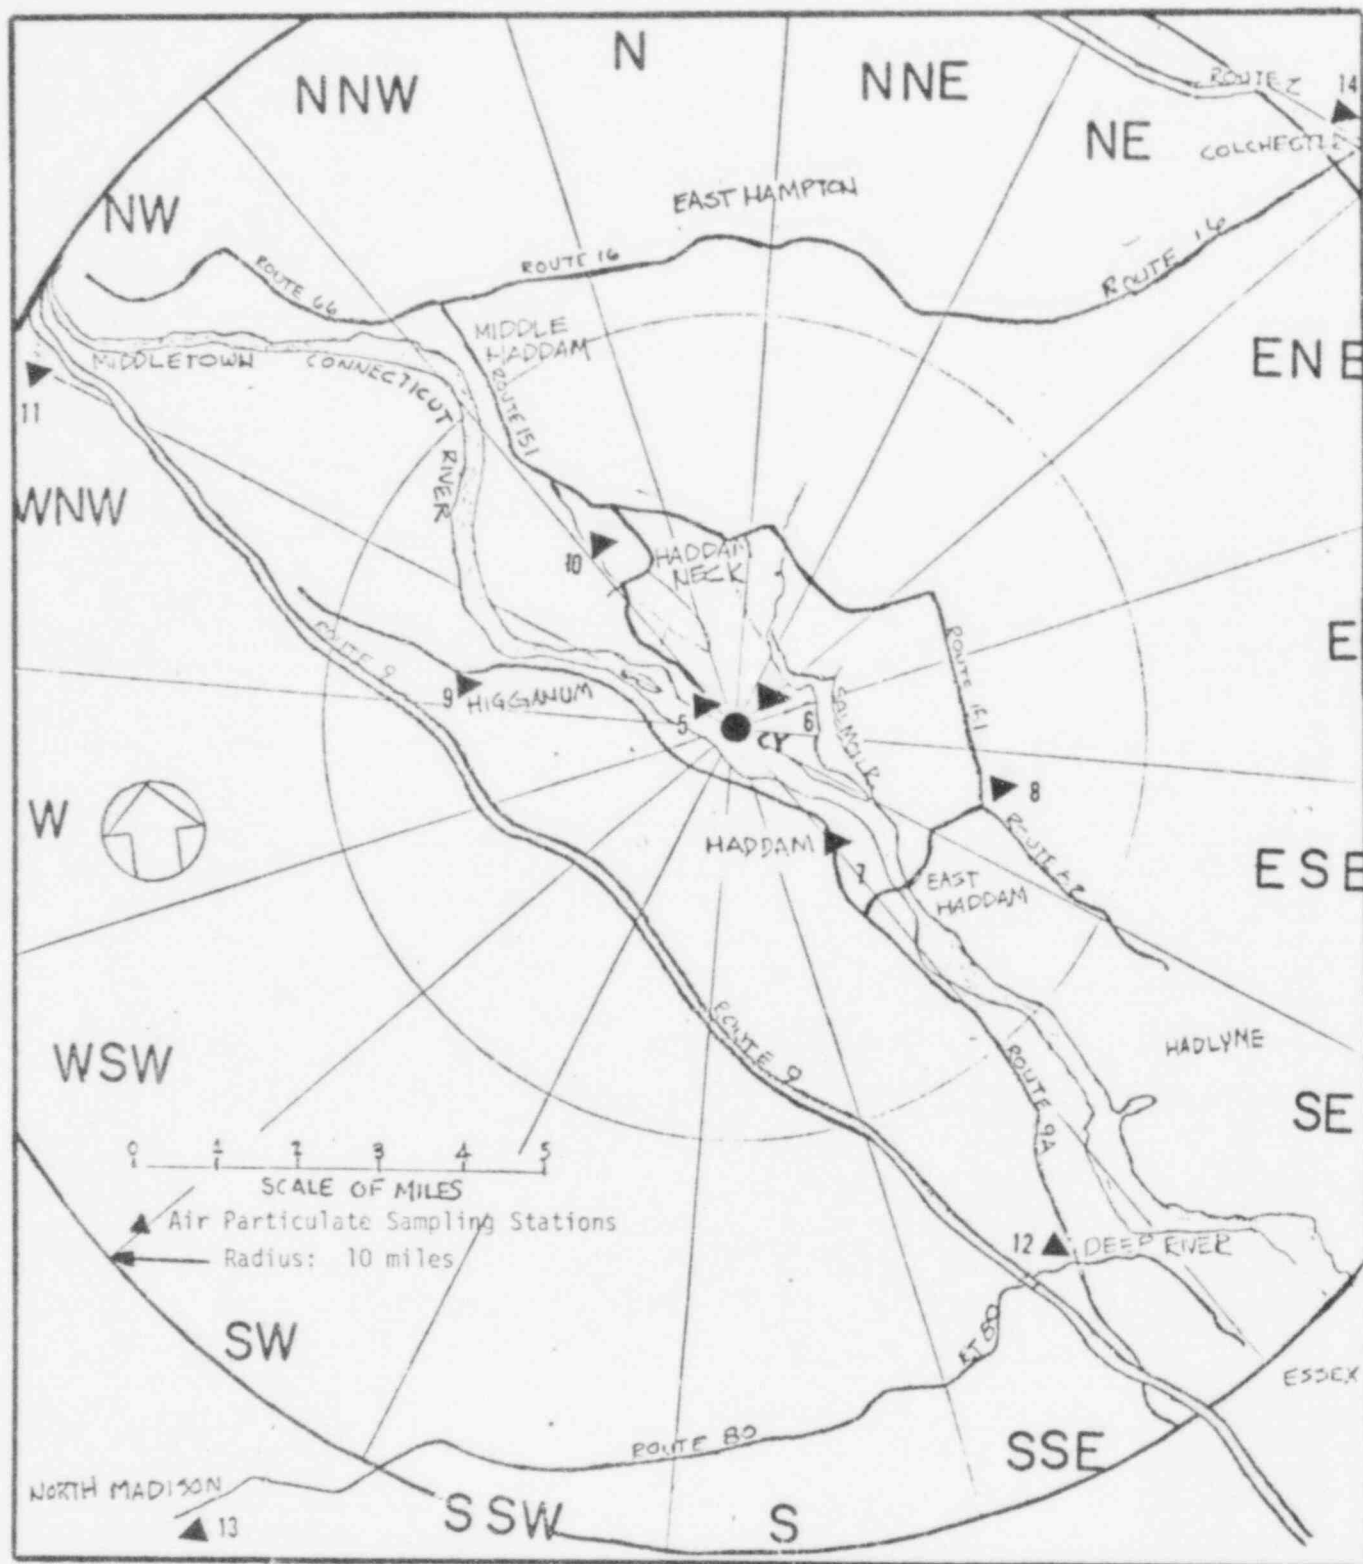 N
NNW
NNE
ROUTE 2
14
NE
COLCHESTER
EAST HAMPTON
NW
ROUTE 16
ROUTE 16
ROUTE 66
MIDDLE
HADDAM
MIDDLETOWN
CONNECTICUT
RIVER
ENE
ROUTE 151
11
WNW
10
HADDAM
NECK
ROUTE 9
E
ROUTE 151
9
HIGGANUM
5
6
SALMON R.
CY
8
W
HADDAM
7
ROUTE 82
EAST
HADDAM
ESE
ROUTE 9
HADLYME
WSW
ROUTE 9A
SE
0 1 2 3 4 5
SCALE OF MILES
Air Particulate Sampling Stations
Radius: 10 miles
12
DEEP RIVER
SW
RT 80
ESSEX
ROUTE 80
SSE
NORTH MADISON
13
SSW
S